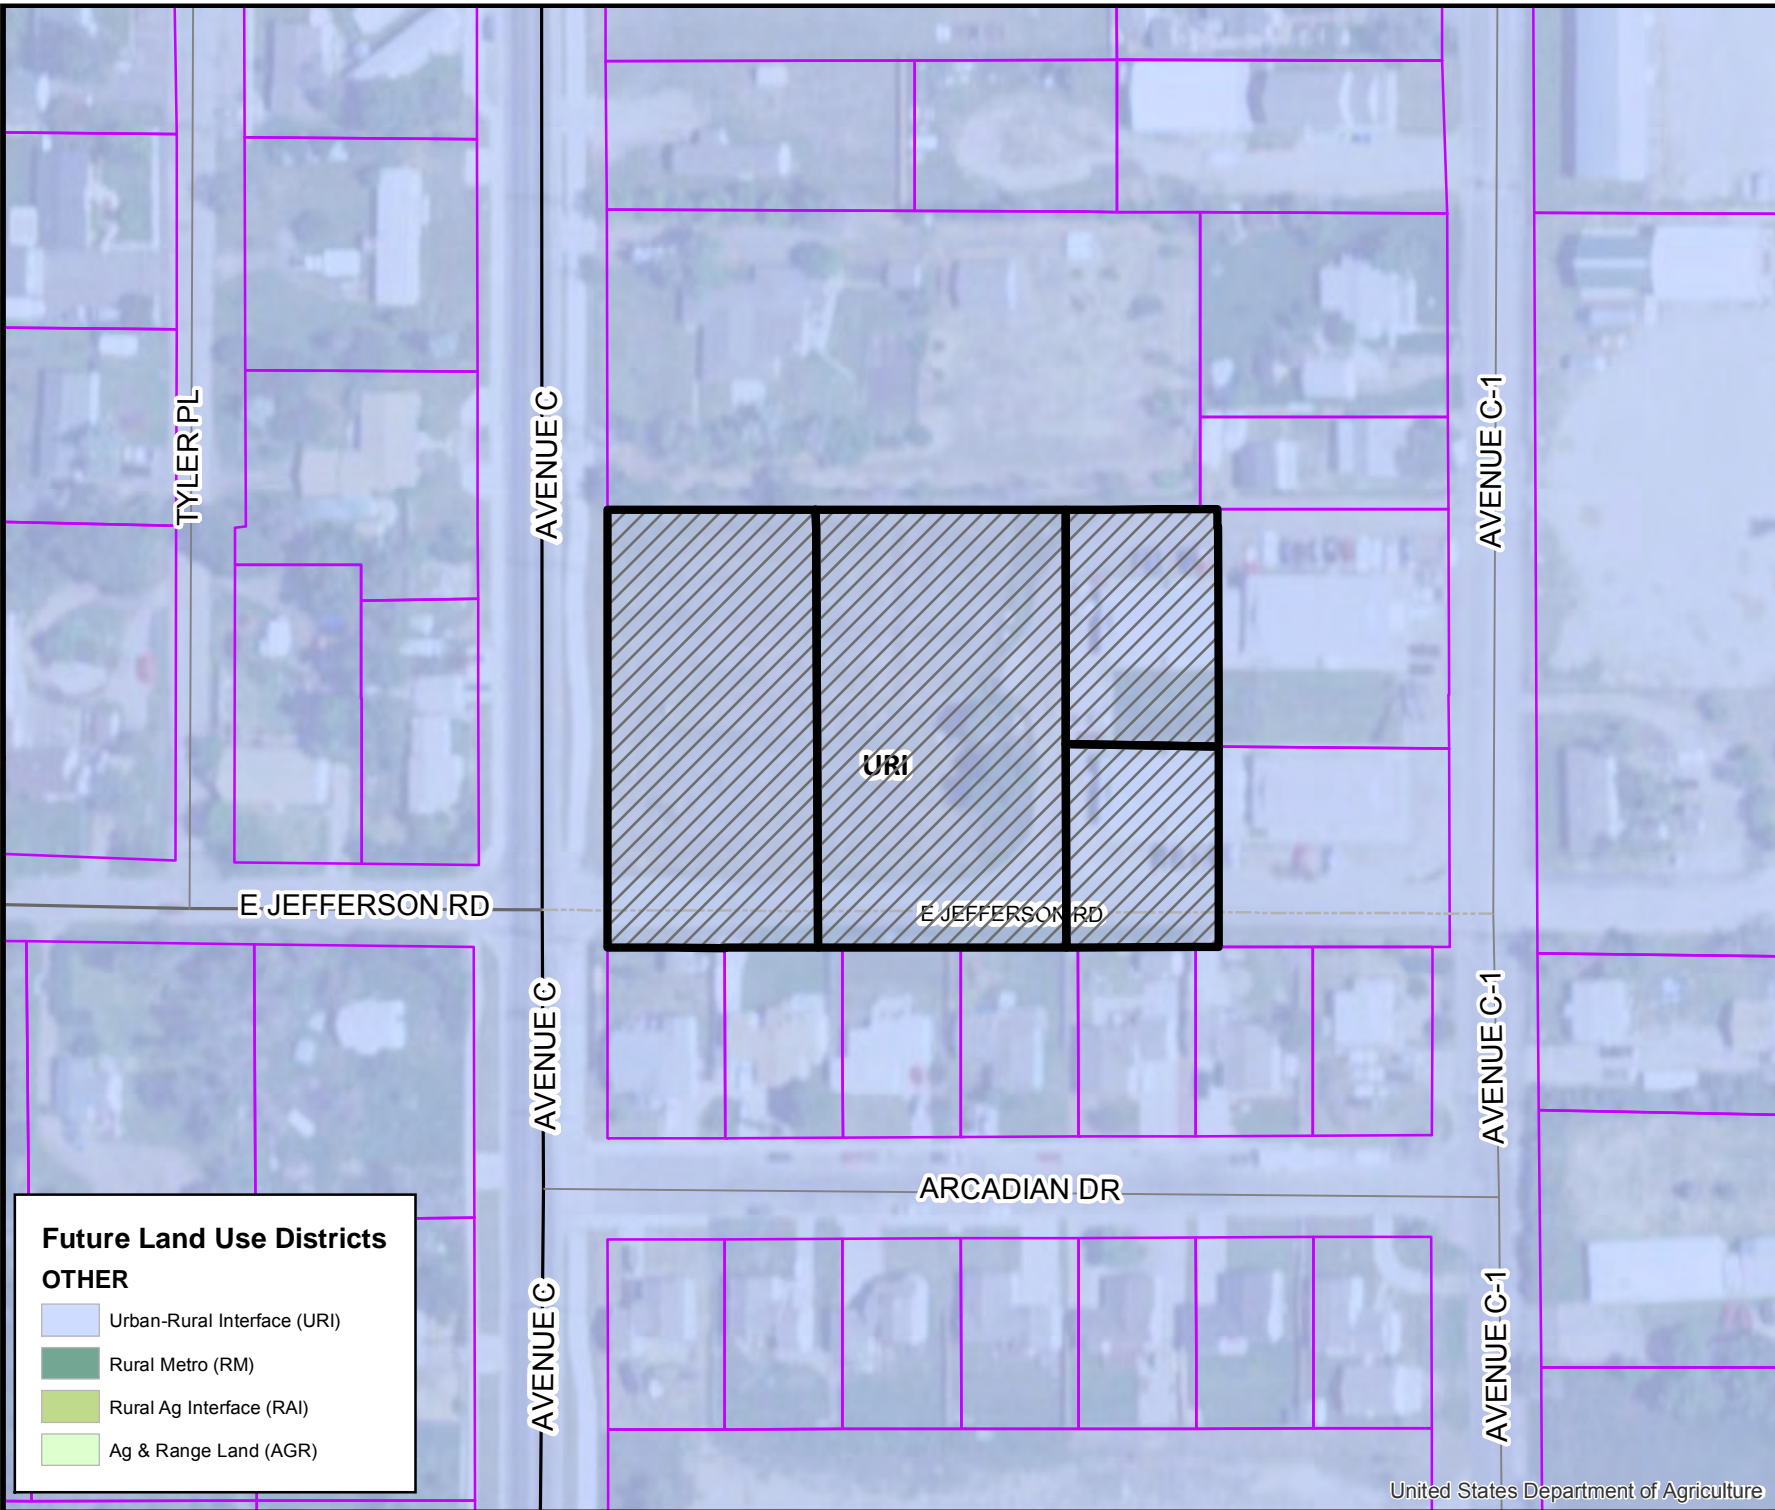 TYLER PL
AVENUE C
AVENUE C-1
URI
E JEFFERSON RD
E JEFFERSON RD
AVENUE C
AVENUE C-1
ARCADIAN DR
AVENUE C
AVENUE C-1
Future Land Use Districts
OTHER
Urban-Rural Interface (URI)
Rural Metro (RM)
Rural Ag Interface (RAI)
Ag & Range Land (AGR)
United States Department of Agriculture